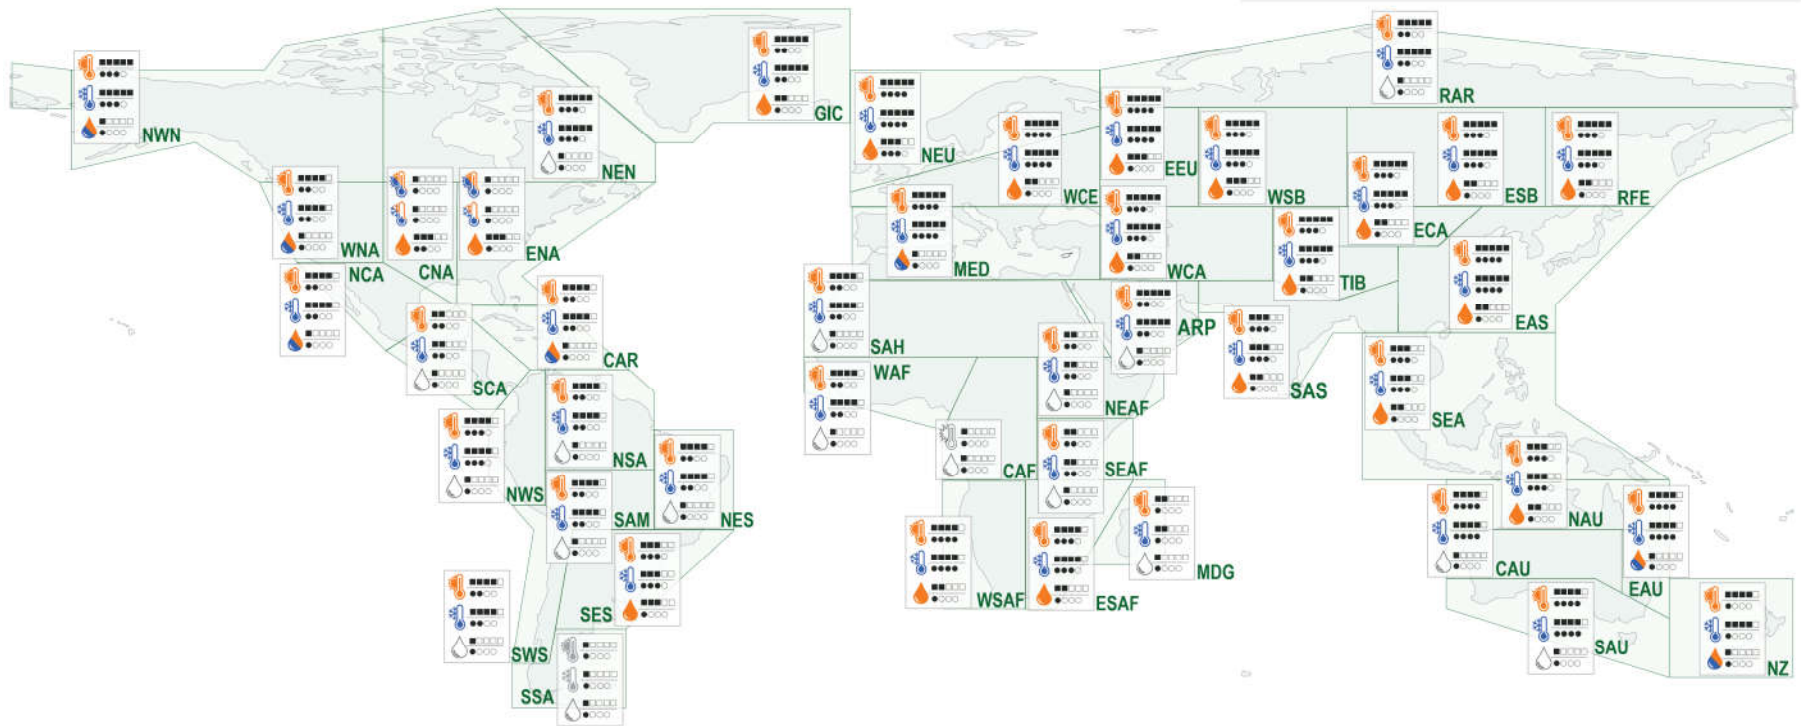 RAR
GIC
NWN
NEU
NEN
EEU
WCE
WSB
ESB
RFE
ECA
WNA
CNA
ENA
MED
WCA
TIB
NCA
EAS
ARP
SAH
CAR
WAF
SCA
SAS
NEAF
SEA
NSA
CAF
SEAF
NWS
SAM
NES
NAU
CAU
MDG
WSAF
ESAF
EAU
SES
SAU
SWS
NZ
SSA